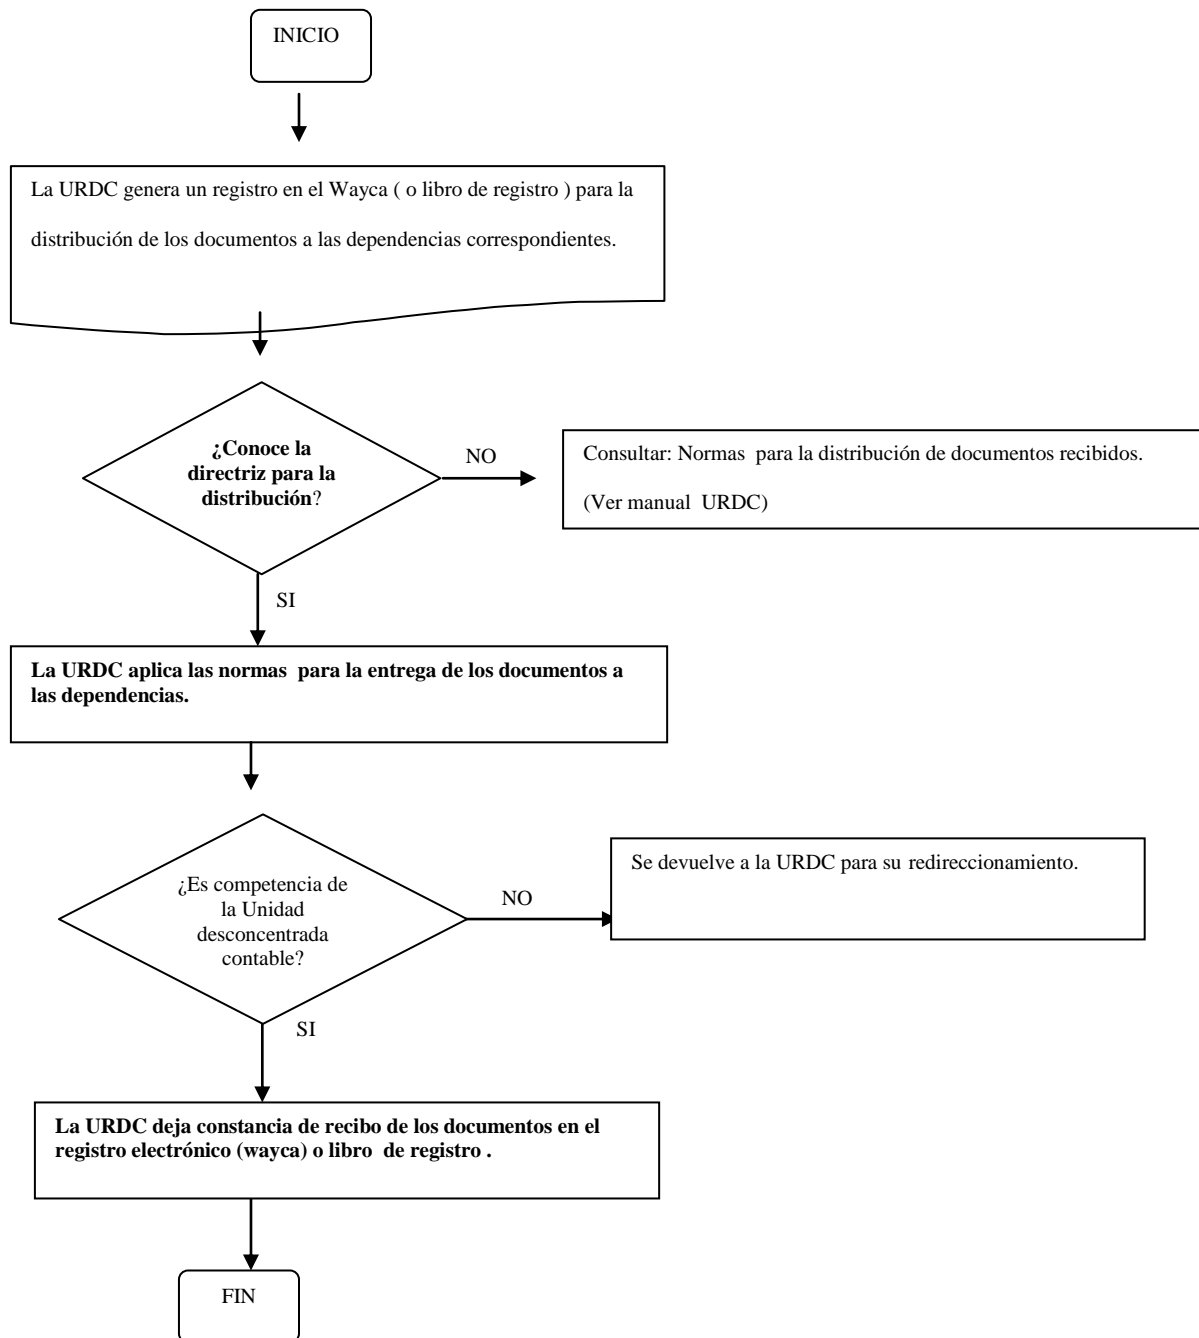 INICIO
La URDC genera un registro en el Wayca ( o libro de registro ) para la
distribución de los documentos a las dependencias correspondientes.
¿Conoce la
directriz para la
distribución?
NO
Consultar: Normas para la distribución de documentos recibidos.
(Ver manual URDC)
SI
La URDC aplica las normas para la entrega de los documentos a
las dependencias.
¿Es competencia de
la Unidad
desconcentrada
contable?
NO
Se devuelve a la URDC para su redireccionamiento.
SI
La URDC deja constancia de recibo de los documentos en el
registro electrónico (wayca) o libro de registro .
FIN